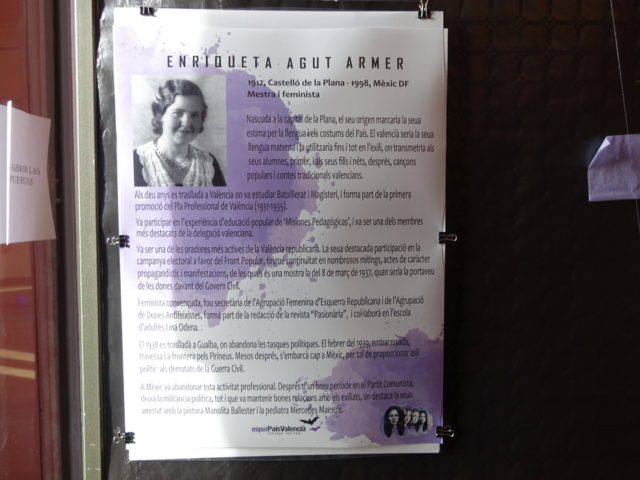 ENRIQUETA AGUT ARMER
1912, Castelló de la Plana - 1998, Mèxic DF
Mestra i feminista
Nascuda a la capital de la Plana, el seu origen marcaria la seua
estima per la llengua i els costums del País. El valencià seria la seua
llengua materna i la utilitzaria fins i tot en l'exili, on transmetria als
seus alumnes, primer, i als seus fills i néts, després, cançons
populars i contes tradicionals valencians.
Als deu anys es trasllada a València on va estudiar Batxillerat i Magisteri, i forma part de la primera
promoció del Pla Professional de València (1931-1935).
Va participar en l'experiència d'educació popular de 'Misiones Pedagógicas', i va ser una dels membres
més destacats de la delegació valenciana.
Va ser una de les oradores més actives de la València republicana. La seua destacada participació en la
campanya electoral a favor del Front Popular, tingué continuïtat en nombrosos mítings, actes de caràcter
propagandístic i manifestacions, de les quals és una mostra la del 8 de març de 1937, quan seria la portaveu
de les dones davant del Govern Civil.
Feminista convençuda, fou secretària de l'Agrupació Femenina d'Esquerra Republicana i de l'Agrupació
de Dones Antifeixistes, formà part de la redacció de la revista "Pasionària", i col·laborà en l'escola
d'adultes Lina Odena.
El 1938 es trasllada a Gualba, on abandona les tasques polítiques. El febrer del 1939, embarassada,
travessa La frontera pels Pirineus. Mesos després, s'embarcà cap a Mèxic, per tal de proporcionar asil
polític als derrotats de la Guerra Civil.
A Mèxic va abandonar tota activitat professional. Després d'un breu període en el Partit Comunista,
deixa la militància política, tot i que va mantenir bones relacions amb els exiliats, on destaca la seua
amistat amb la pintora Manolita Ballester i la pediatra Mercedes Maestre.
espaiPaísValencià
ABRIR LAS
PUERTAS